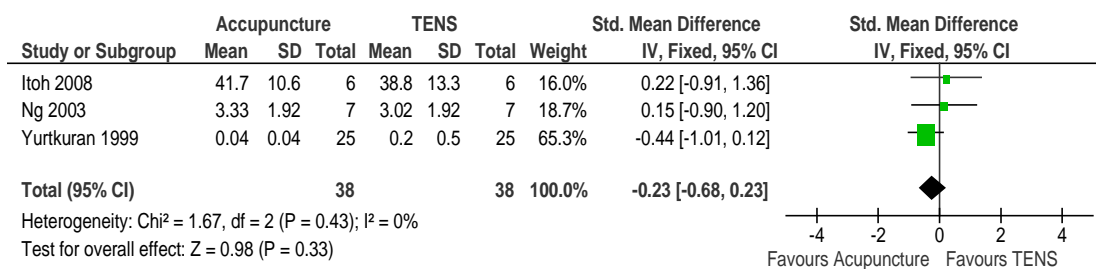 Accupuncture TENS Std. Mean Difference Std. Mean Difference
Study or Subgroup Mean SD Total Mean SD Total Weight IV, Fixed, 95% CI IV, Fixed, 95% CI
Itoh 2008 41.7 10.6 6 38.8 13.3 6 16.0% 0.22 [-0.91, 1.36]
Ng 2003 3.33 1.92 7 3.02 1.92 7 18.7% 0.15 [-0.90, 1.20]
Yurtkuran 1999 0.04 0.04 25 0.2 0.5 25 65.3% -0.44 [-1.01, 0.12]
Total (95% CI) 38 38 100.0% -0.23 [-0.68, 0.23]
Heterogeneity: Chi² = 1.67, df = 2 (P = 0.43); I² = 0%
Test for overall effect: Z = 0.98 (P = 0.33)
-4 -2 0 2 4
Favours Acupuncture Favours TENS